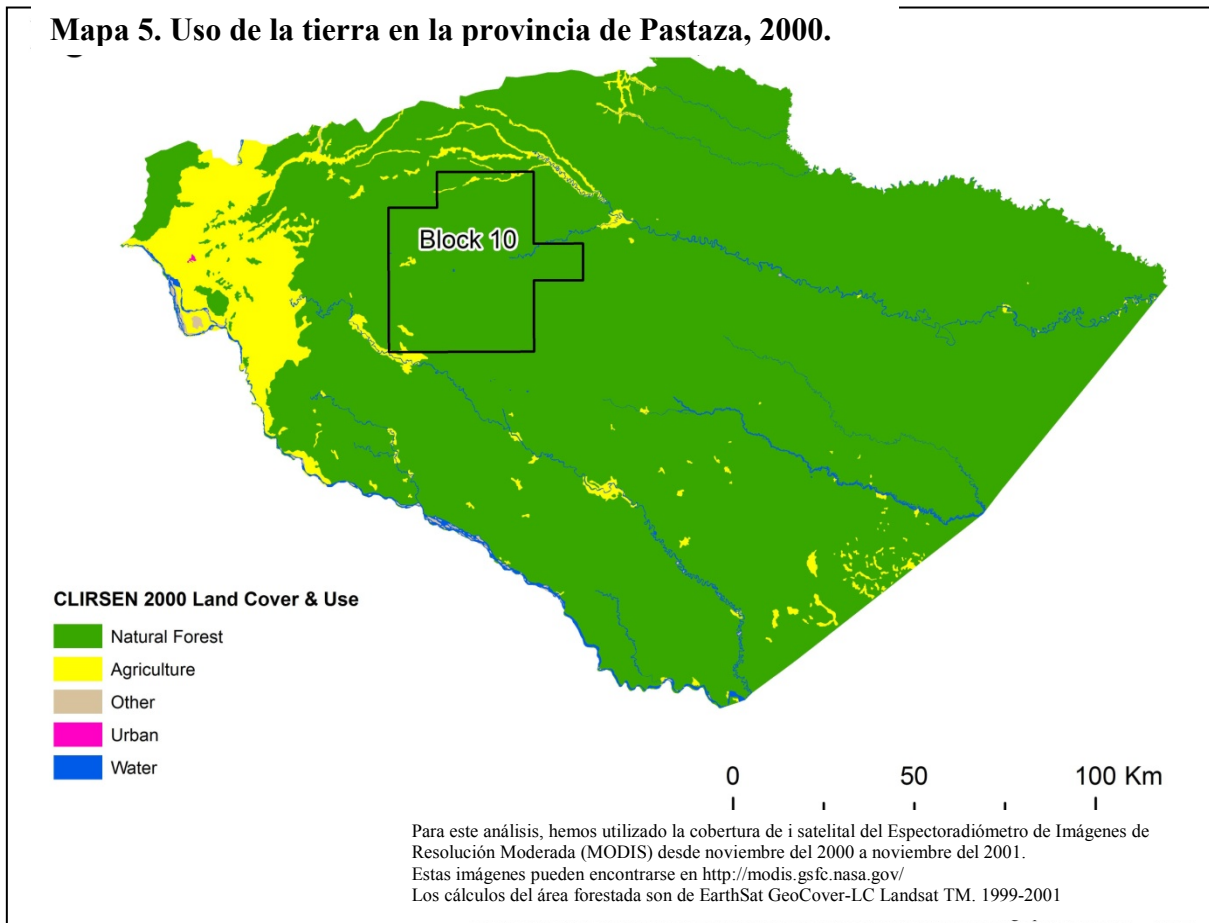 Mapa 5. Uso de la tierra en la provincia de Pastaza, 2000.
Block 10
CLIRSEN 2000 Land Cover & Use
Natural Forest
Agriculture
Other
Urban
Water
0 50 100 Km
Para este análisis, hemos utilizado la cobertura de i satelital del Espectoradiómetro de Imágenes de
Resolución Moderada (MODIS) desde noviembre del 2000 a noviembre del 2001.
Estas imágenes pueden encontrarse en http://modis.gsfc.nasa.gov/
Los cálculos del área forestada son de EarthSat GeoCover-LC Landsat TM. 1999-2001